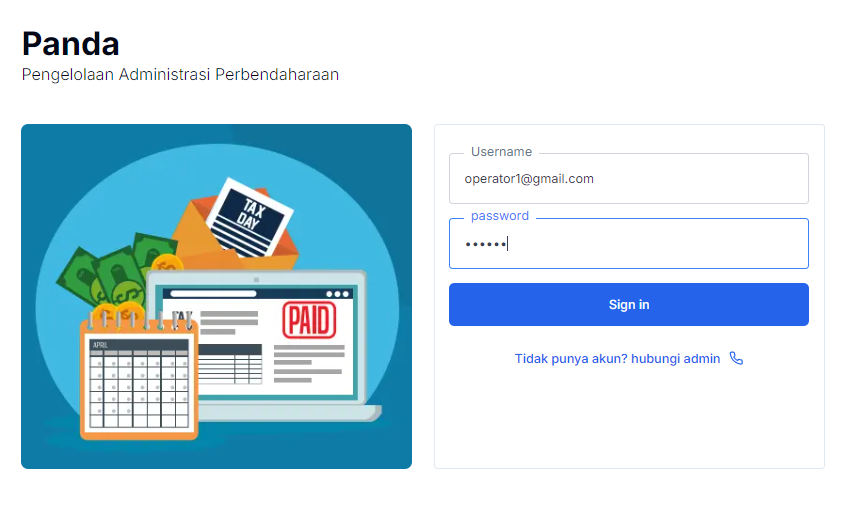 Panda
Pengelolaan Administrasi Perbendaharaan
TAX
DAY
PAID
APRIL
Username
operator1@gmail.com
password
••••••
Sign in
Tidak punya akun? hubungi admin